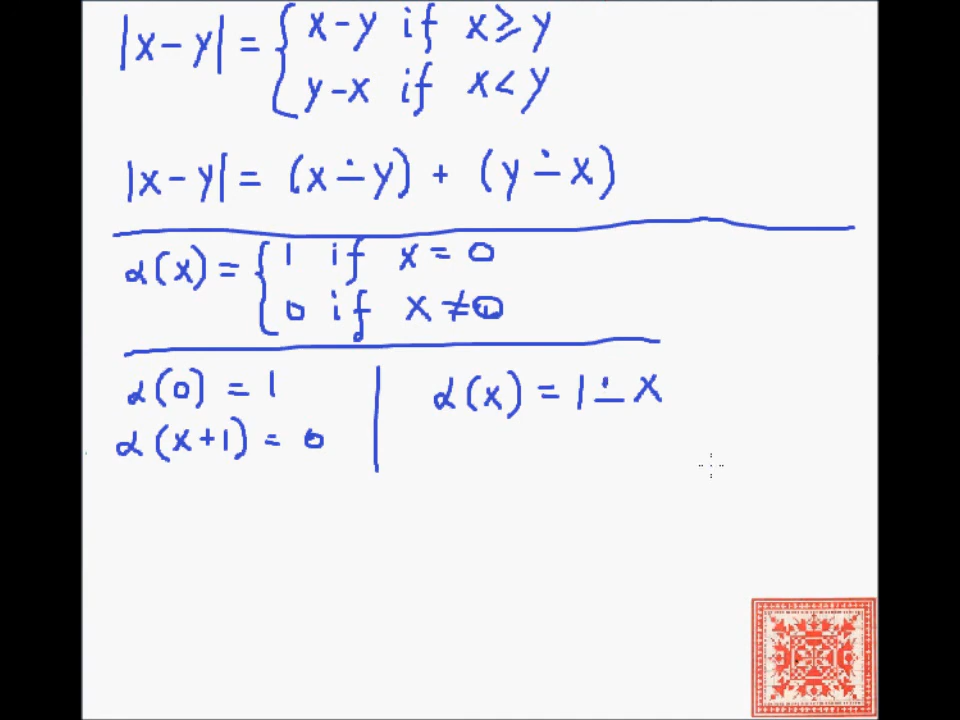 |x-y| = { x-y if x≥y
y-x if x<y
|x-y| = (x∸y) + (y∸x)
α(x) = { 1 if x=0
0 if x≠0
α(0) = 1
α(x+1) = 0
α(x) = 1∸x